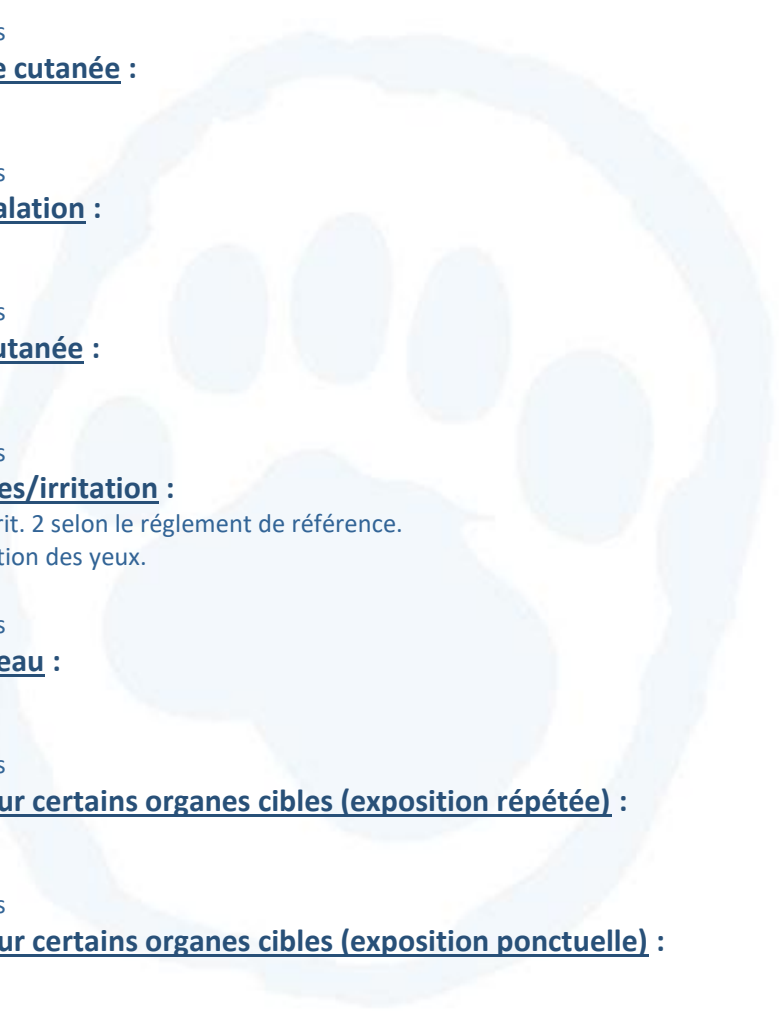 s
e cutanée :
s
alation :
s
utanée :
s
es/irritation :
rit. 2 selon le réglement de référence.
tion des yeux.
s
eau :
s
ur certains organes cibles (exposition répétée) :
s
ur certains organes cibles (exposition ponctuelle) :